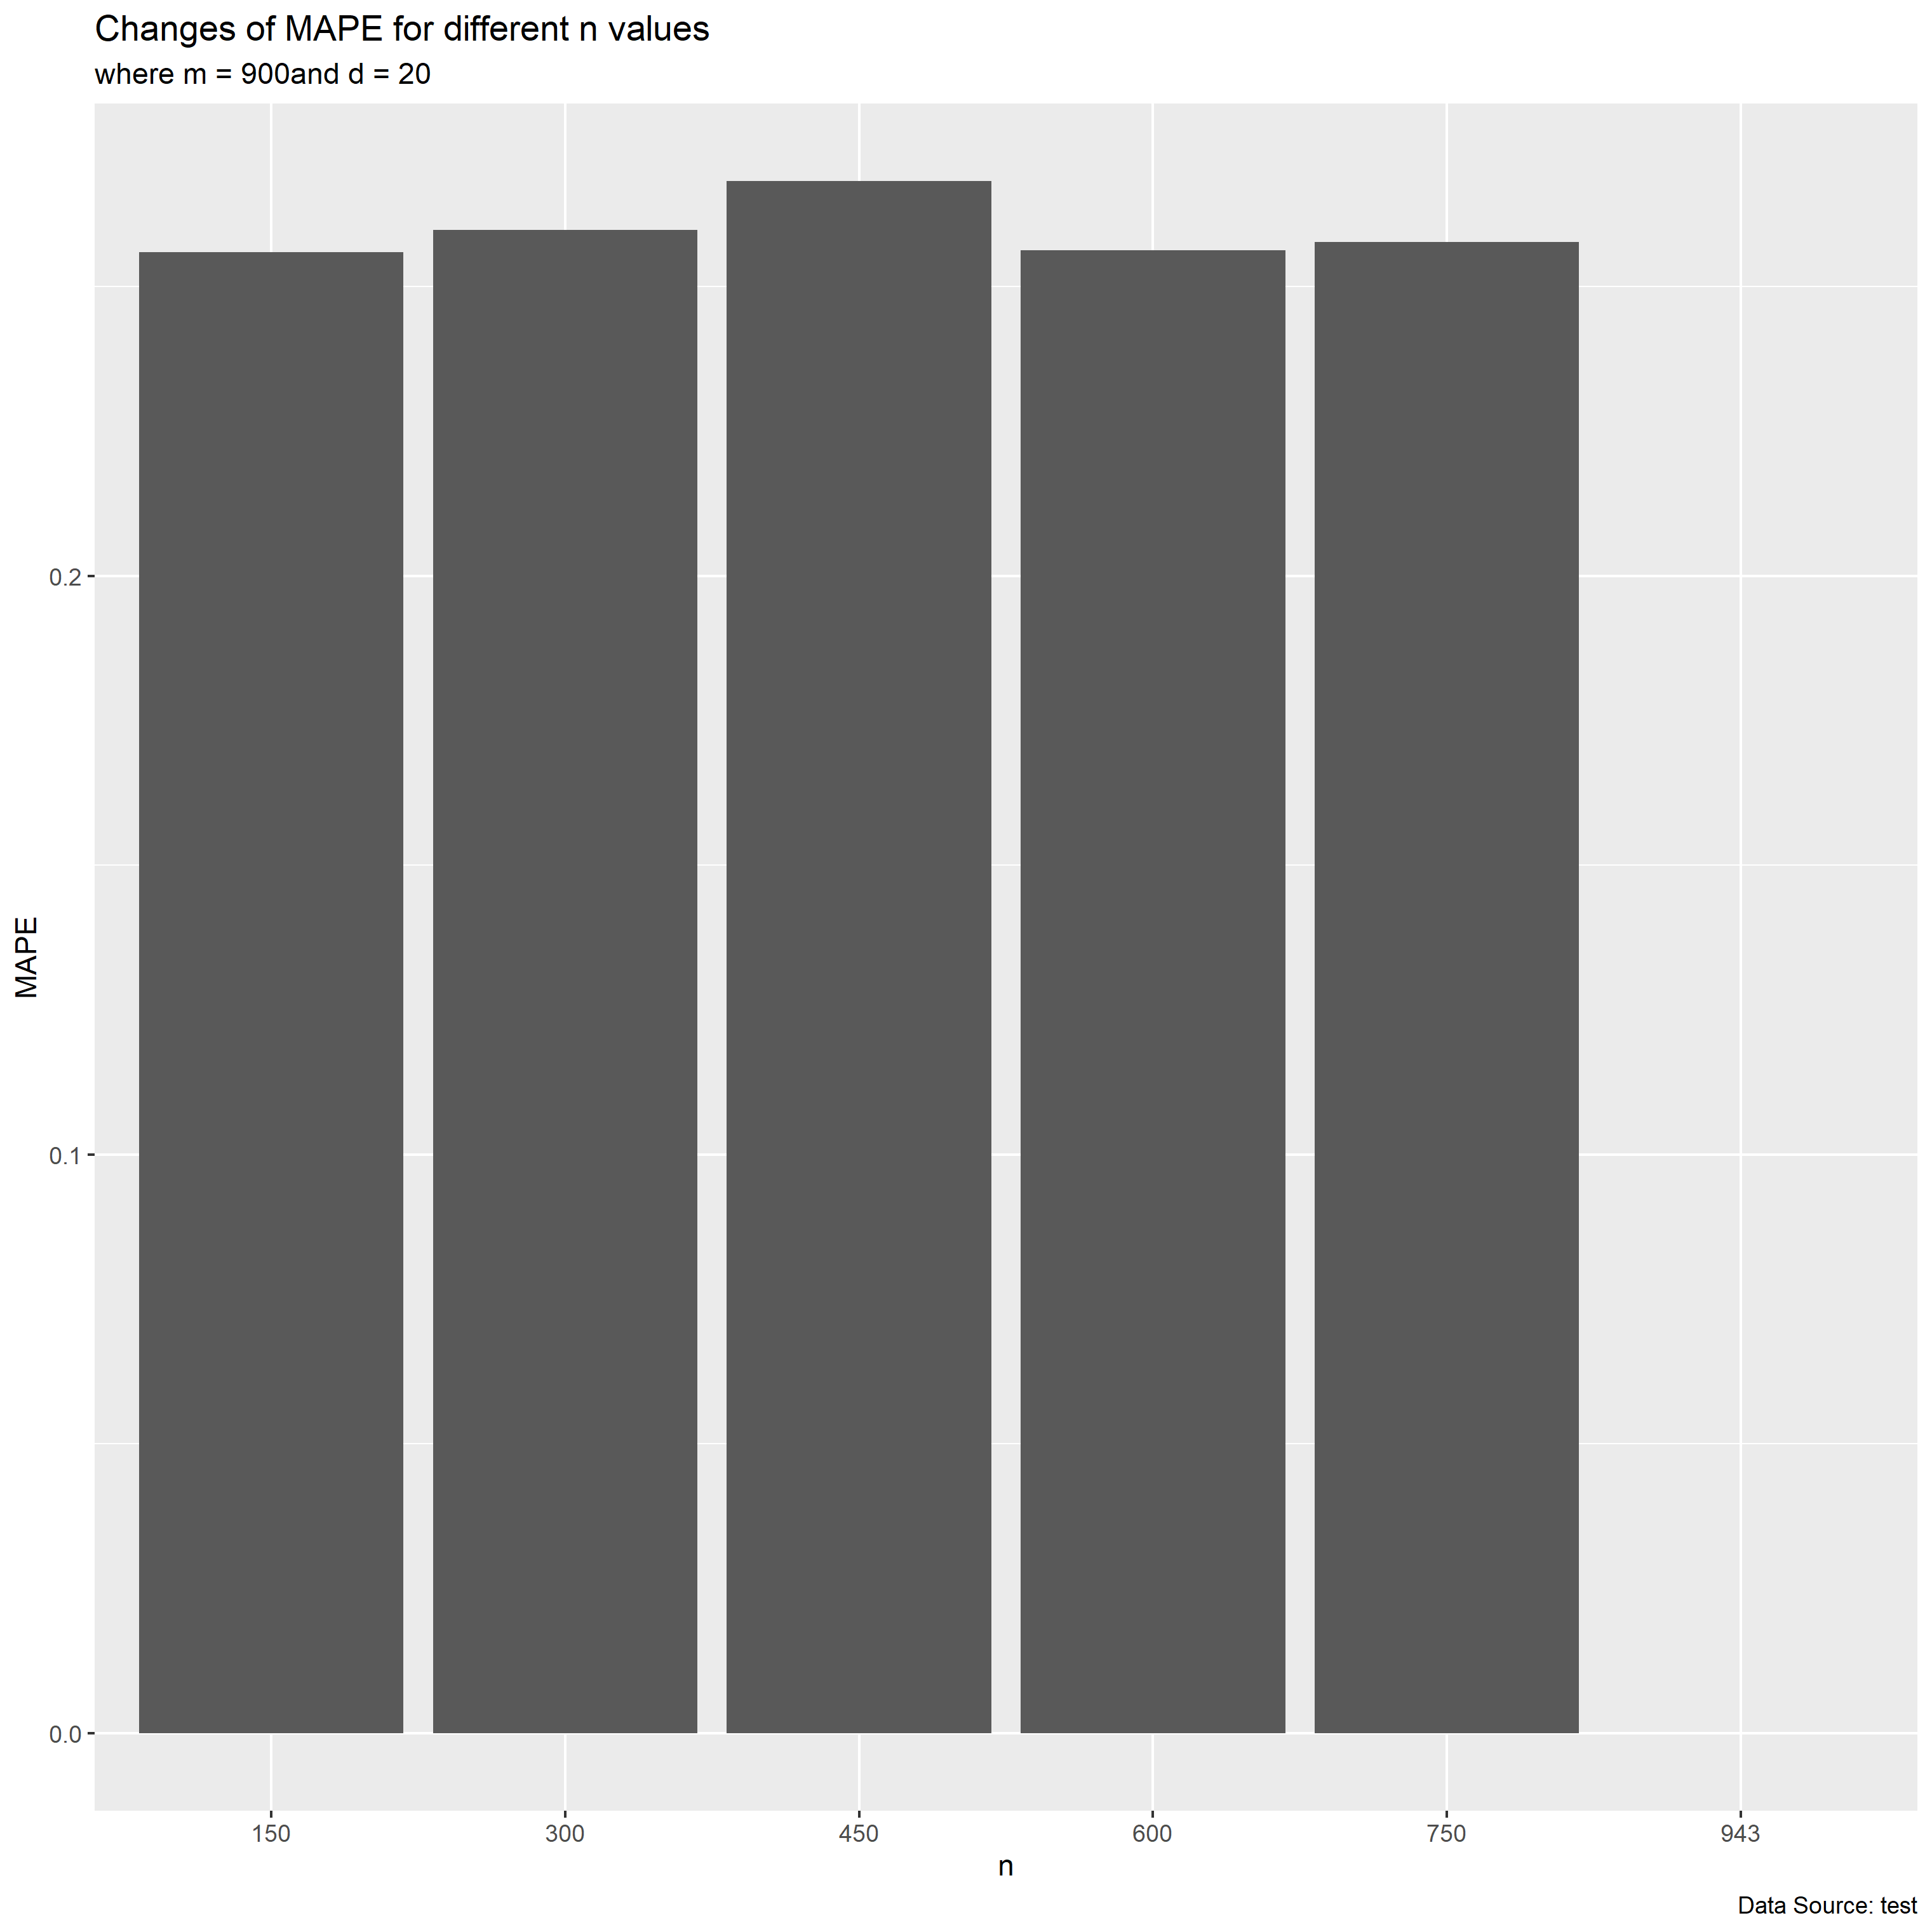 Changes of MAPE for different n values
where m = 900and d = 20
MAPE
0.2
0.1
0.0
150 300 450 600 750 943
n
Data Source: test